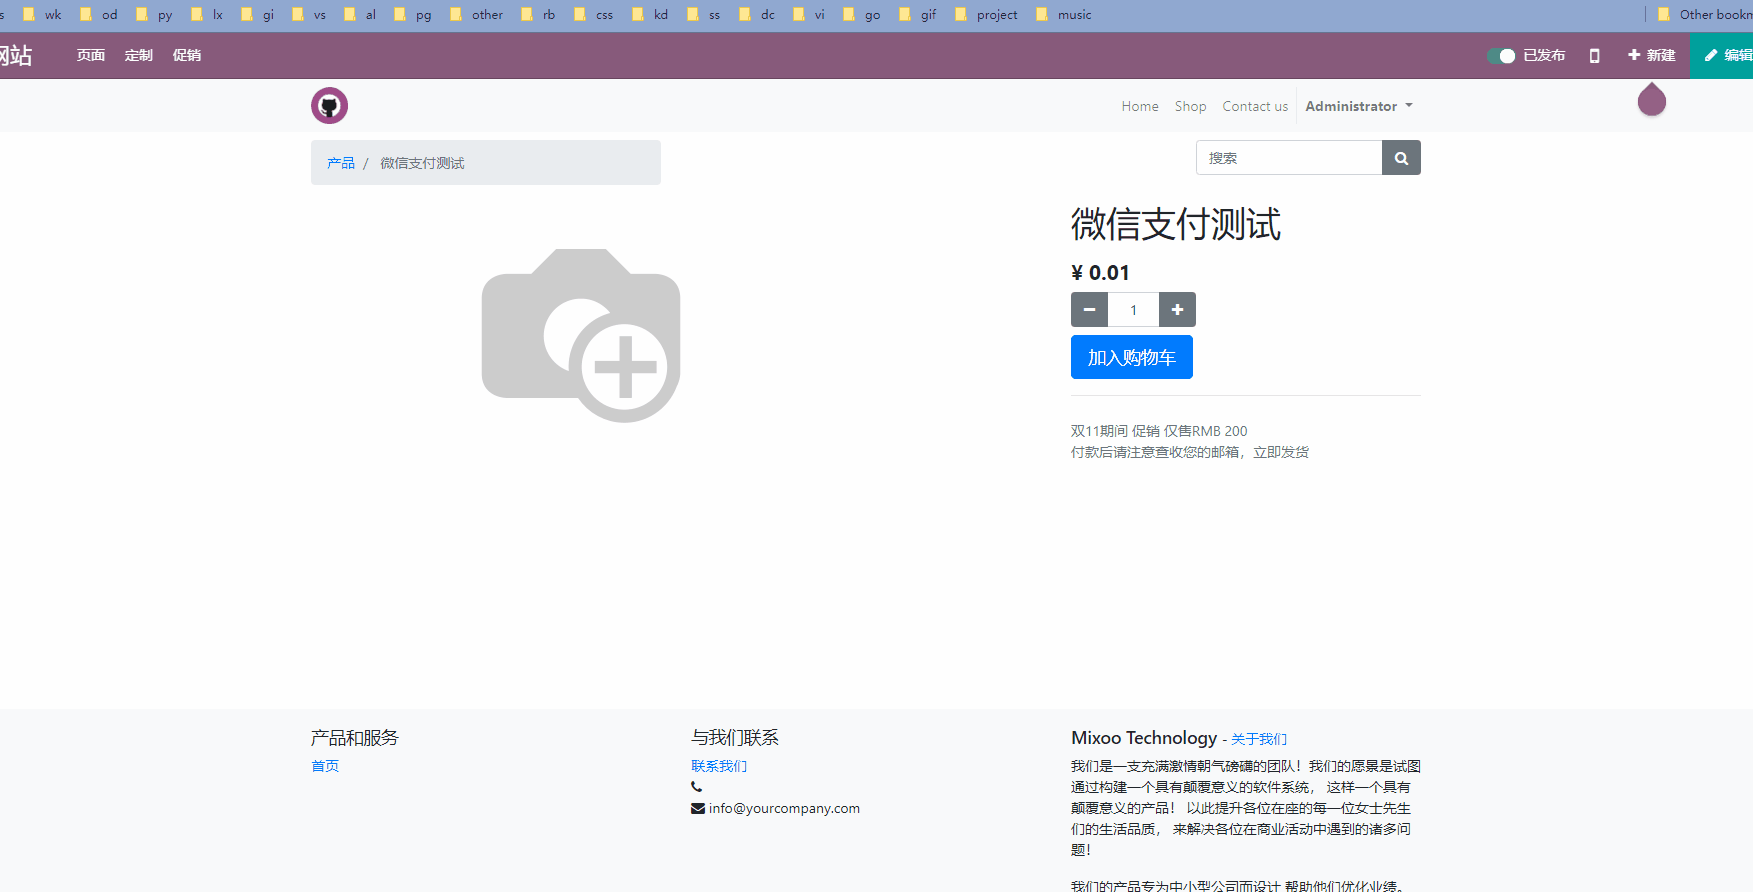 s wk od py lx gi vs al pg other rb css kd ss dc vi go gif project music Other bookm
网站 页面 定制 促销 已发布 新建 编辑
Home Shop Contact us Administrator
产品 / 微信支付测试
搜索
微信支付测试
¥ 0.01
1
加入购物车
双11期间 促销 仅售RMB 200
付款后请注意查收您的邮箱，立即发货
产品和服务
首页
与我们联系
联系我们
info@yourcompany.com
Mixoo Technology - 关于我们
我们是一支充满激情朝气磅礴的团队！我们的愿景是试图
通过构建一个具有颠覆意义的软件系统， 这样一个具有
颠覆意义的产品！ 以此提升各位在座的每一位女士先生
们的生活品质， 来解决各位在商业活动中遇到的诸多问
题！
我们的产品专为中小型公司而设计 帮助他们优化业绩。